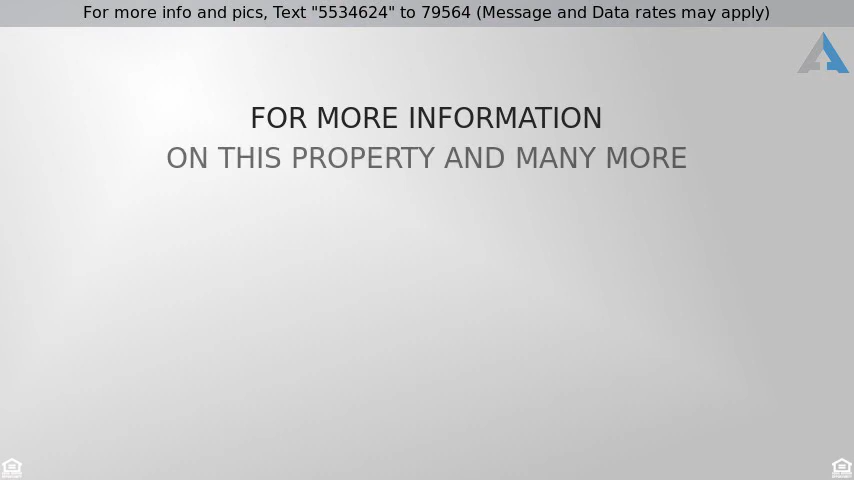 For more info and pics, Text "5534624" to 79564 (Message and Data rates may apply)
FOR MORE INFORMATION
ON THIS PROPERTY AND MANY MORE